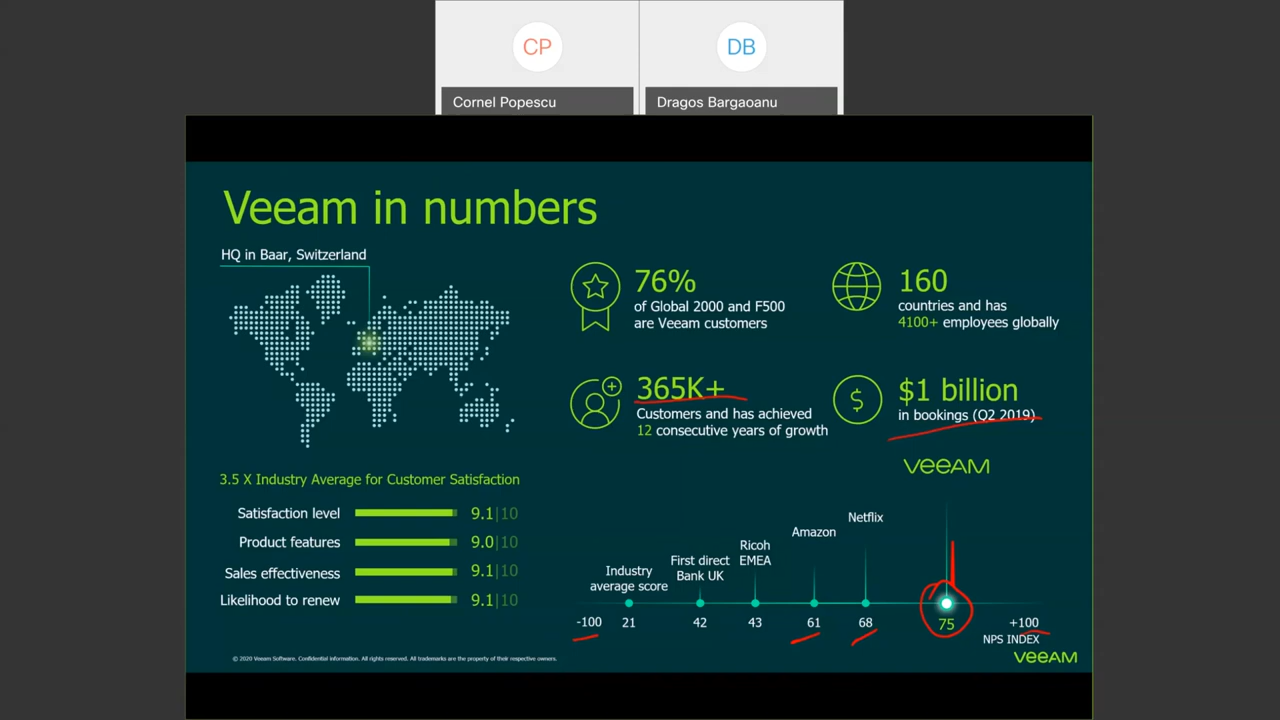 CP
DB
Cornel Popescu
Dragos Bargaoanu
Veeam in numbers
HQ in Baar, Switzerland
76%
of Global 2000 and F500
are Veeam customers
160
countries and has
4100+ employees globally
365K+
Customers and has achieved
12 consecutive years of growth
$1 billion
in bookings (Q2 2019)
3.5 X Industry Average for Customer Satisfaction
Satisfaction level 9.1|10
Product features 9.0|10
Sales effectiveness 9.1|10
Likelihood to renew 9.1|10
VEEAM
Netflix
Amazon
Ricoh
EMEA
First direct
Bank UK
Industry
average score
-100 21 42 43 61 68 75 +100
NPS INDEX
VEEAM
© 2020 Veeam Software. Confidential information. All rights reserved. All trademarks are the property of their respective owners.